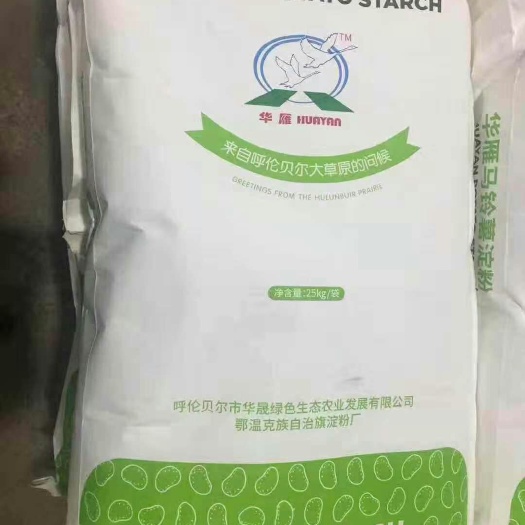 STARCH
TM
华雁 HUAYAN
来自呼伦贝尔大草原的问候
GREETINGS FROM THE HULUNBUIR PRAIRIE
净含量:25kg/袋
呼伦贝尔市华晟绿色生态农业发展有限公司
鄂温克族自治旗淀粉厂
华雁马铃薯淀粉
HUAYAN